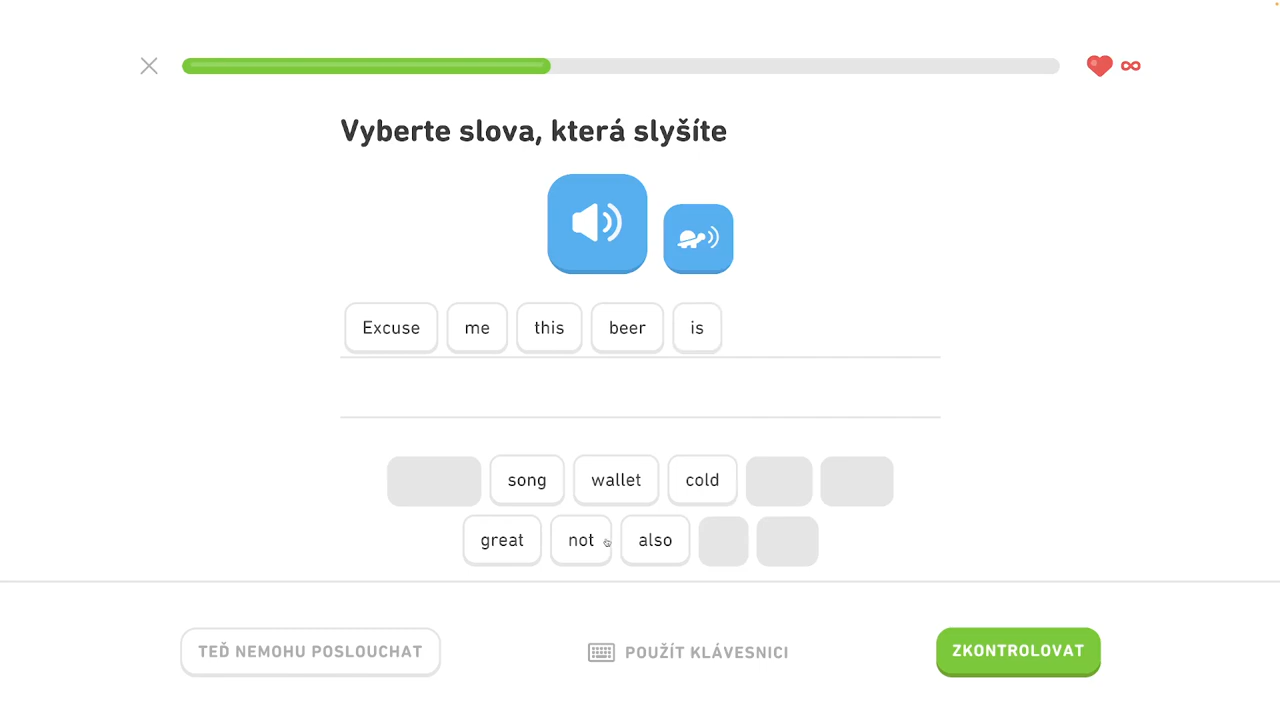 Vyberte slova, která slyšíte
Excuse me this beer is
song wallet cold
great not also
TEĎ NEMOHU POSLOUCHAT POUŽÍT KLÁVESNICI ZKONTROLOVAT